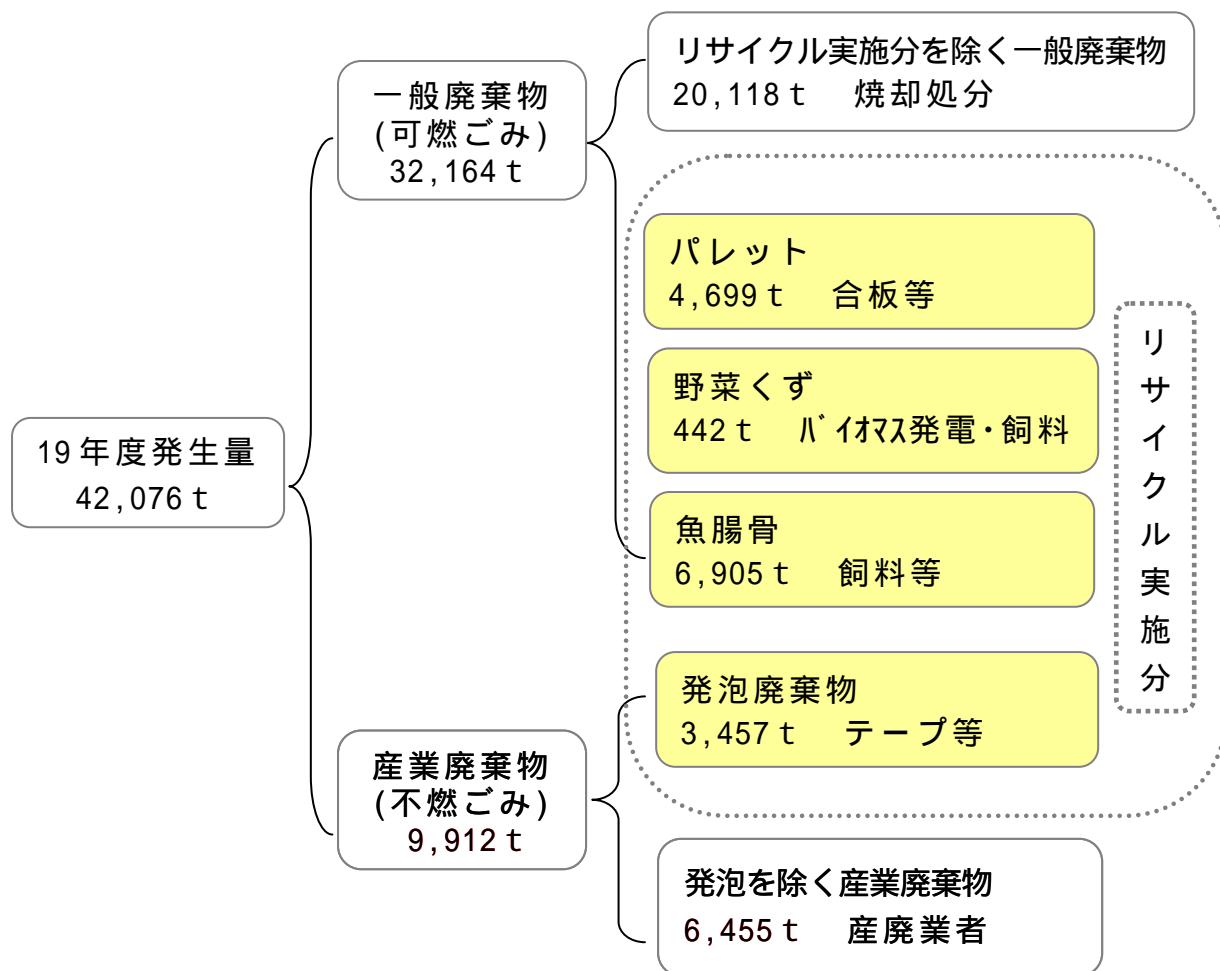 19年度発生量
42,076ｔ
一般廃棄物
(可燃ごみ)
32,164ｔ
リサイクル実施分を除く一般廃棄物
20,118ｔ　焼却処分
パレット
4,699ｔ　合板等
野菜くず
442ｔ　ﾊﾞｲｵﾏｽ発電・飼料
魚腸骨
6,905ｔ　飼料等
産業廃棄物
(不燃ごみ)
9,912ｔ
発泡廃棄物
3,457ｔ　テープ等
発泡を除く産業廃棄物
6,455ｔ　産廃業者
リサイクル実施分